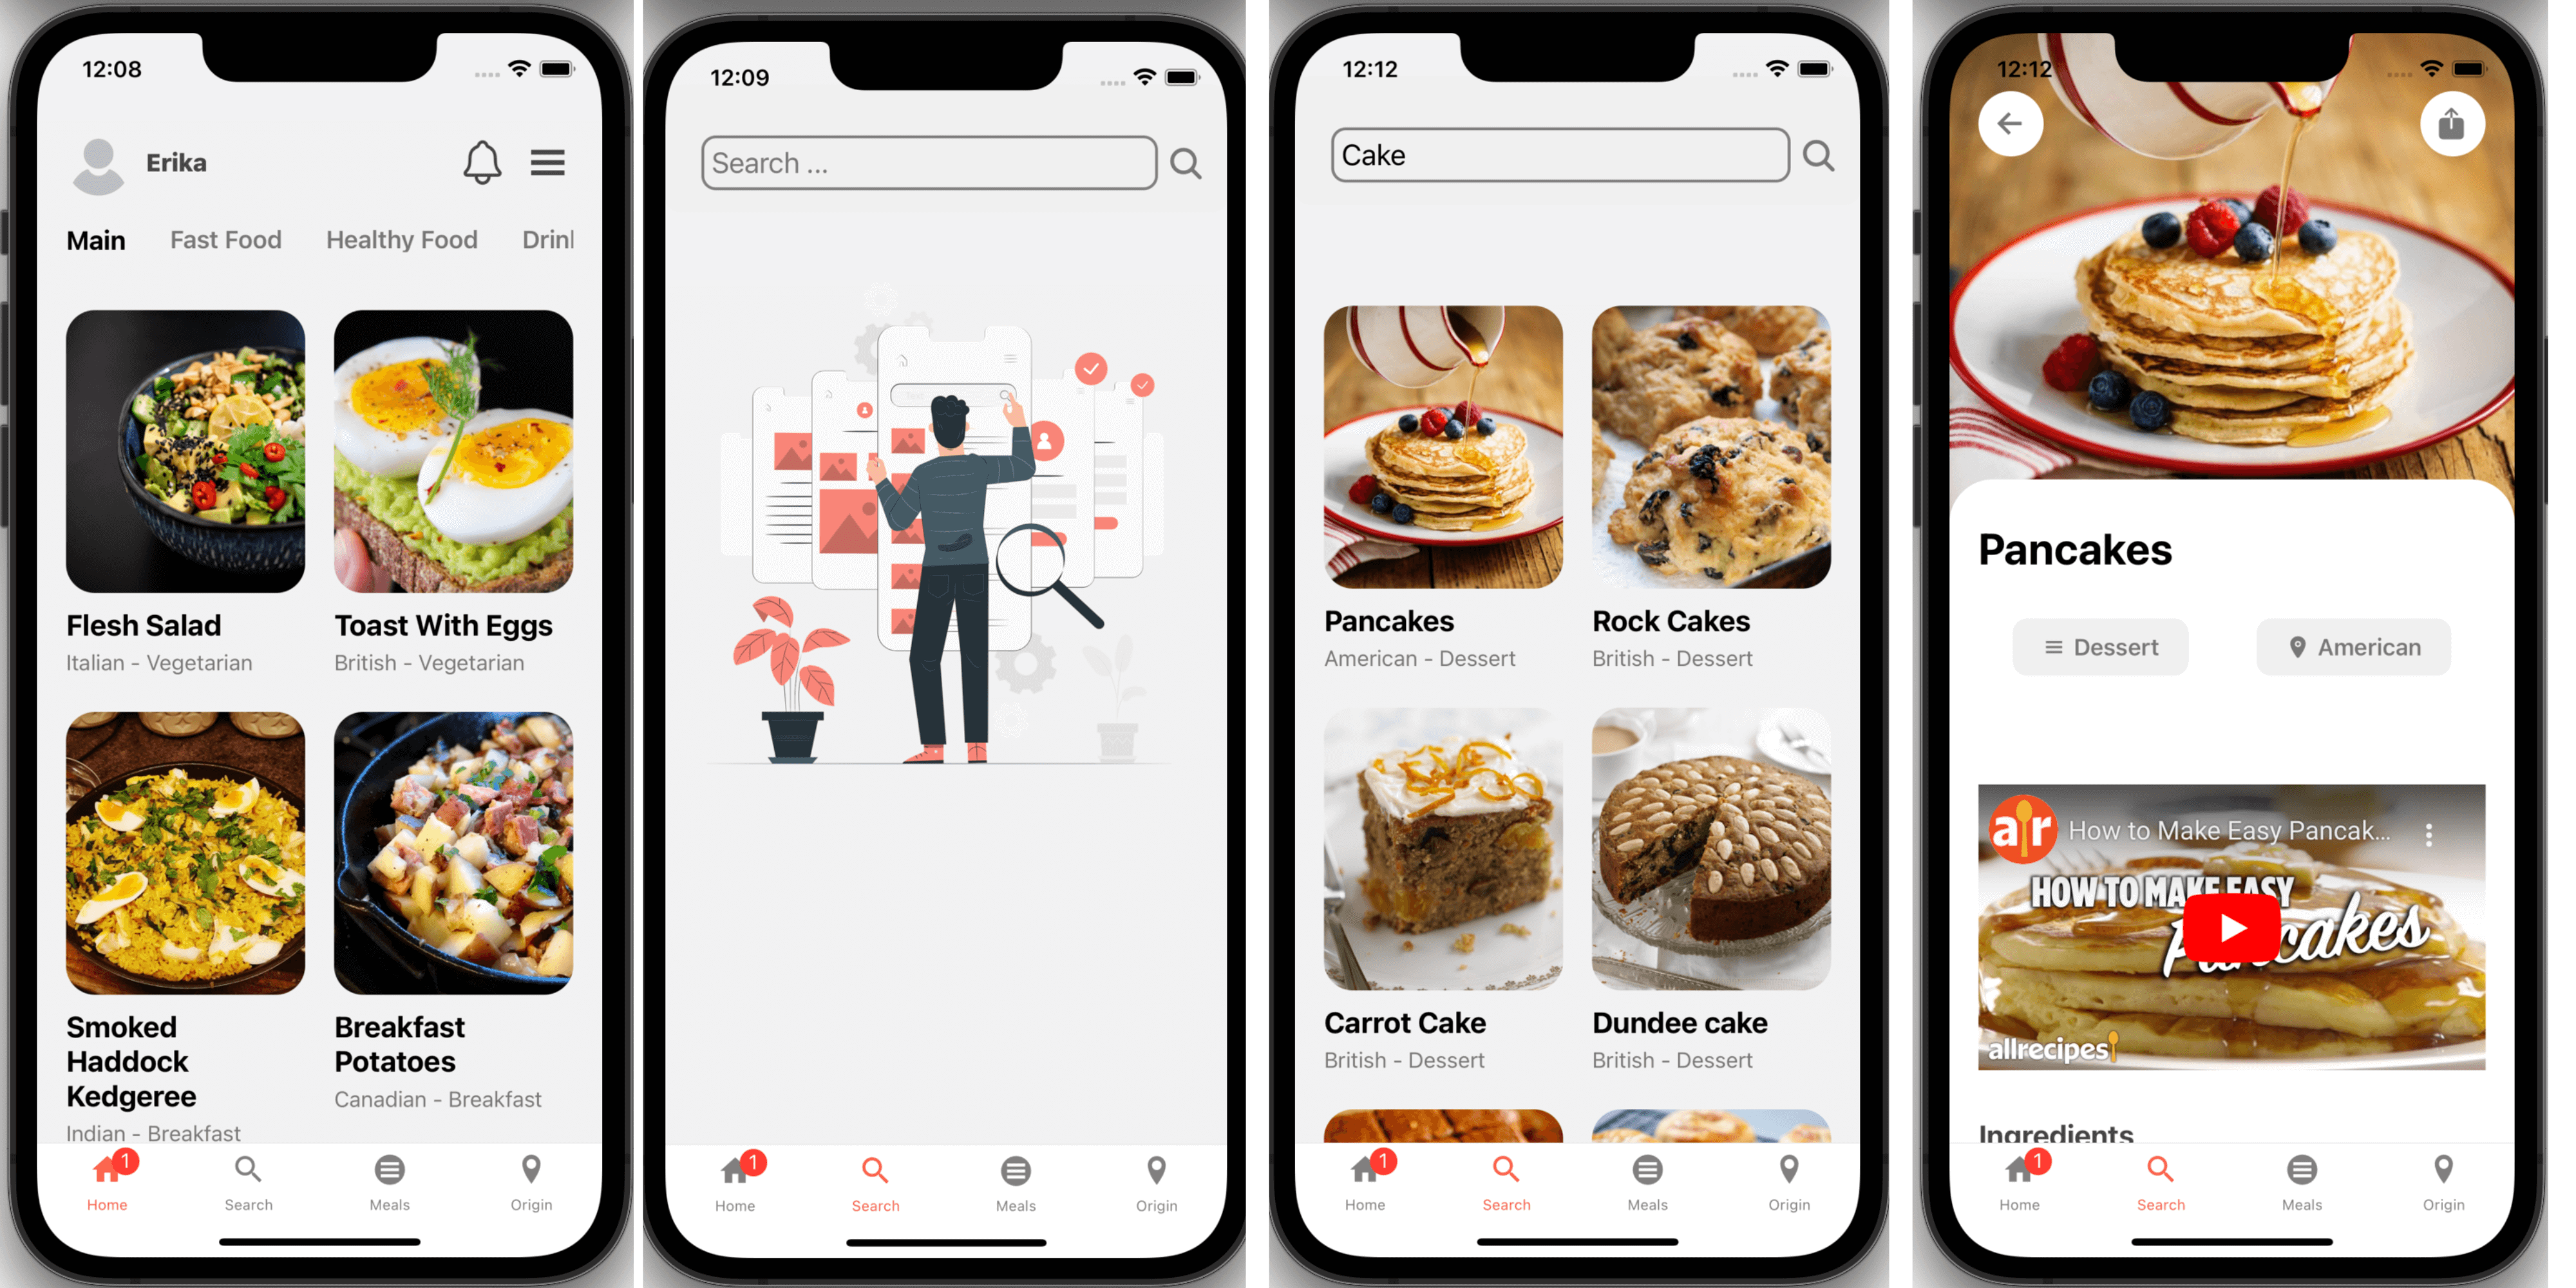 12:08
Erika
Main Fast Food Healthy Food Drinl
Flesh Salad
Italian - Vegetarian
Toast With Eggs
British - Vegetarian
Smoked
Haddock
Kedgeree
Indian - Breakfast
Breakfast
Potatoes
Canadian - Breakfast
1
Home Search Meals Origin
12:09
Search ...
1
Home Search Meals Origin
12:12
Cake
Pancakes
American - Dessert
Rock Cakes
British - Dessert
Carrot Cake
British - Dessert
Dundee cake
British - Dessert
1
Home Search Meals Origin
12:12
Pancakes
Dessert American
ar How to Make Easy Pancak...
HOW TO MAKE EASY
Pancakes
allrecipes
Ingredients
1
Home Search Meals Origin